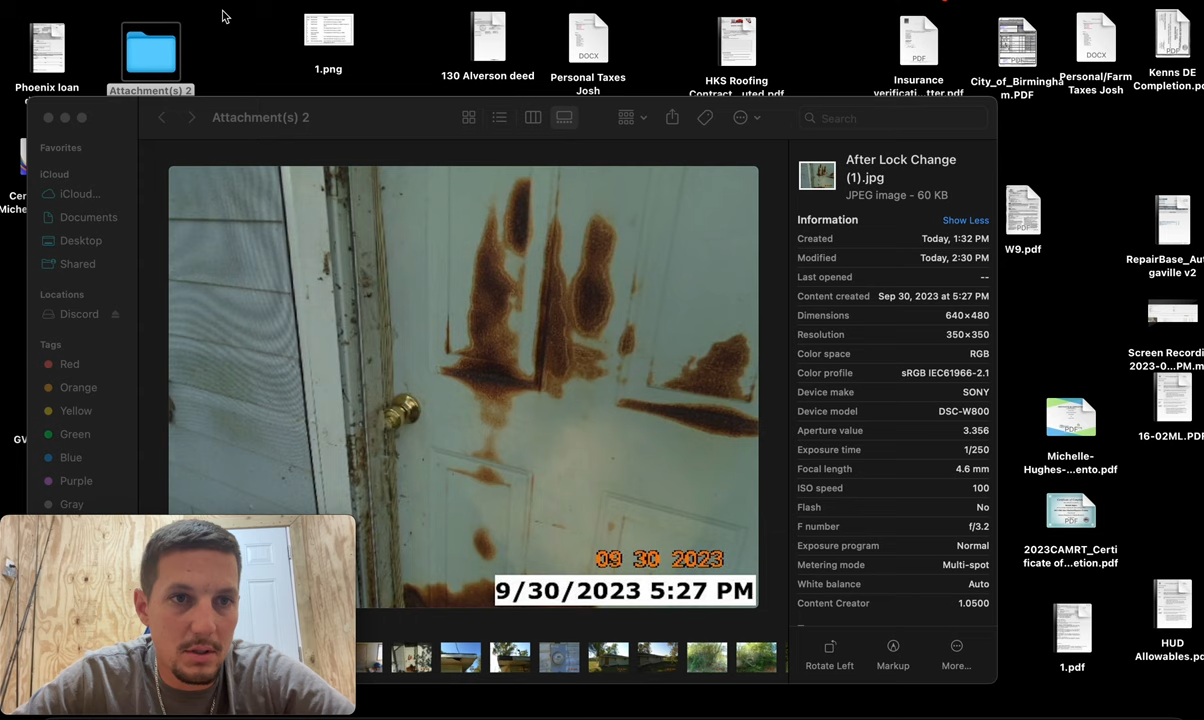 Phoenix loan
Attachment(s) 2
1.png
130 Alverson deed
DOCX
Personal Taxes
Josh
HKS Roofing
PDF
Insurance
City_of_Birmingha
m.PDF
DOCX
Personal/Farm
Taxes Josh
PDF
Kenns DE
Attachment(s) 2
Search
Favorites
iCloud
iCloud...
Documents
Desktop
Shared
Locations
Discord
Tags
Red
Orange
Yellow
Green
Blue
Purple
Gray
09 30 2023
9/30/2023 5:27 PM
After Lock Change
(1).jpg
JPEG image - 60 KB
Information
Show Less
Created
Today, 1:32 PM
Modified
Today, 2:30 PM
Last opened
--
Content created
Sep 30, 2023 at 5:27 PM
Dimensions
640×480
Resolution
350×350
Color space
RGB
Color profile
sRGB IEC61966-2.1
Device make
SONY
Device model
DSC-W800
Aperture value
3.356
Exposure time
1/250
Focal length
4.6 mm
ISO speed
100
Flash
No
F number
f/3.2
Exposure program
Normal
Metering mode
Multi-spot
White balance
Auto
Content Creator
1.0500
Rotate Left
Markup
More...
W9.pdf
PDF
Michelle-
Hughes-...ento.pdf
PDF
2023CAMRT_Certi
ficate of...etion.pdf
1.pdf
RepairBase_Au
gaville v2
Screen Recordi
2023-0...PM.m
16-02ML.PD
HUD
Allowables.pd